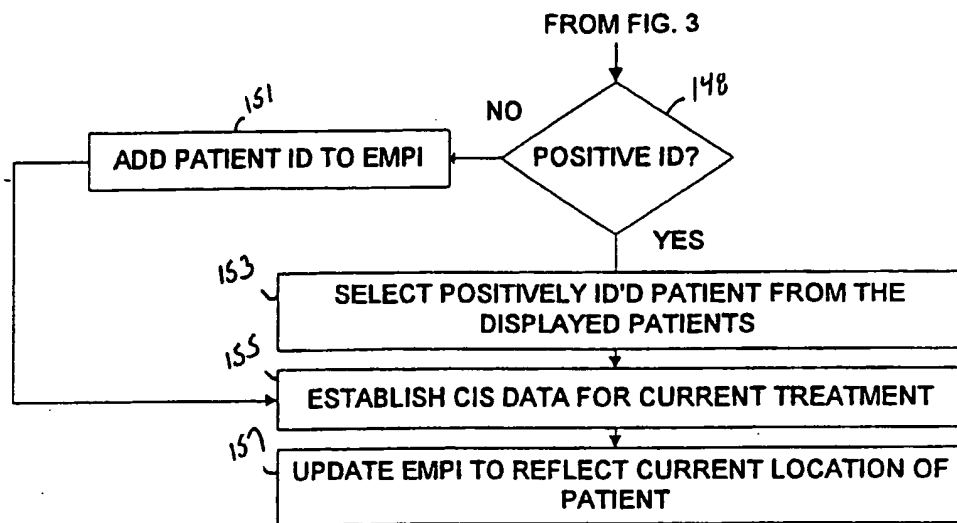 FROM FIG. 3
148
NO
151
POSITIVE ID?
ADD PATIENT ID TO EMPI
YES
153
SELECT POSITIVELY ID'D PATIENT FROM THE
DISPLAYED PATIENTS
155
ESTABLISH CIS DATA FOR CURRENT TREATMENT
157
UPDATE EMPI TO REFLECT CURRENT LOCATION OF
PATIENT